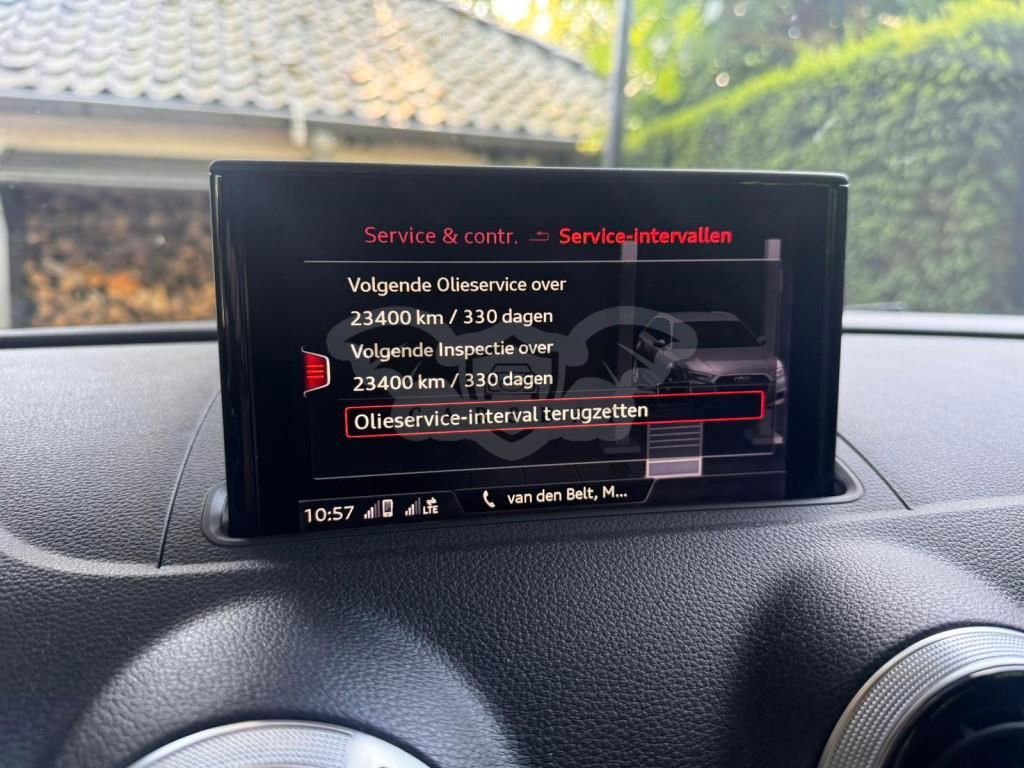 Service & contr. Service-intervallen
Volgende Olieservice over
23400 km / 330 dagen
Volgende Inspectie over
23400 km / 330 dagen
Olieservice-interval terugzetten
10:57 LTE van den Belt, M...